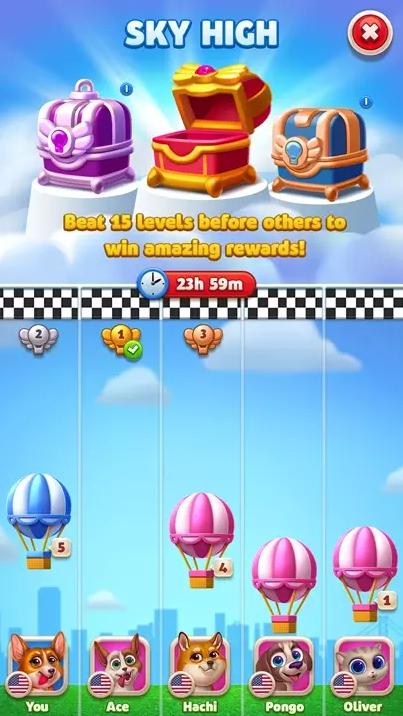 SKY HIGH
i
i
Beat 15 levels before others to
win amazing rewards!
23h 59m
2
1
3
5
4
1
You
Ace
Hachi
Pongo
Oliver